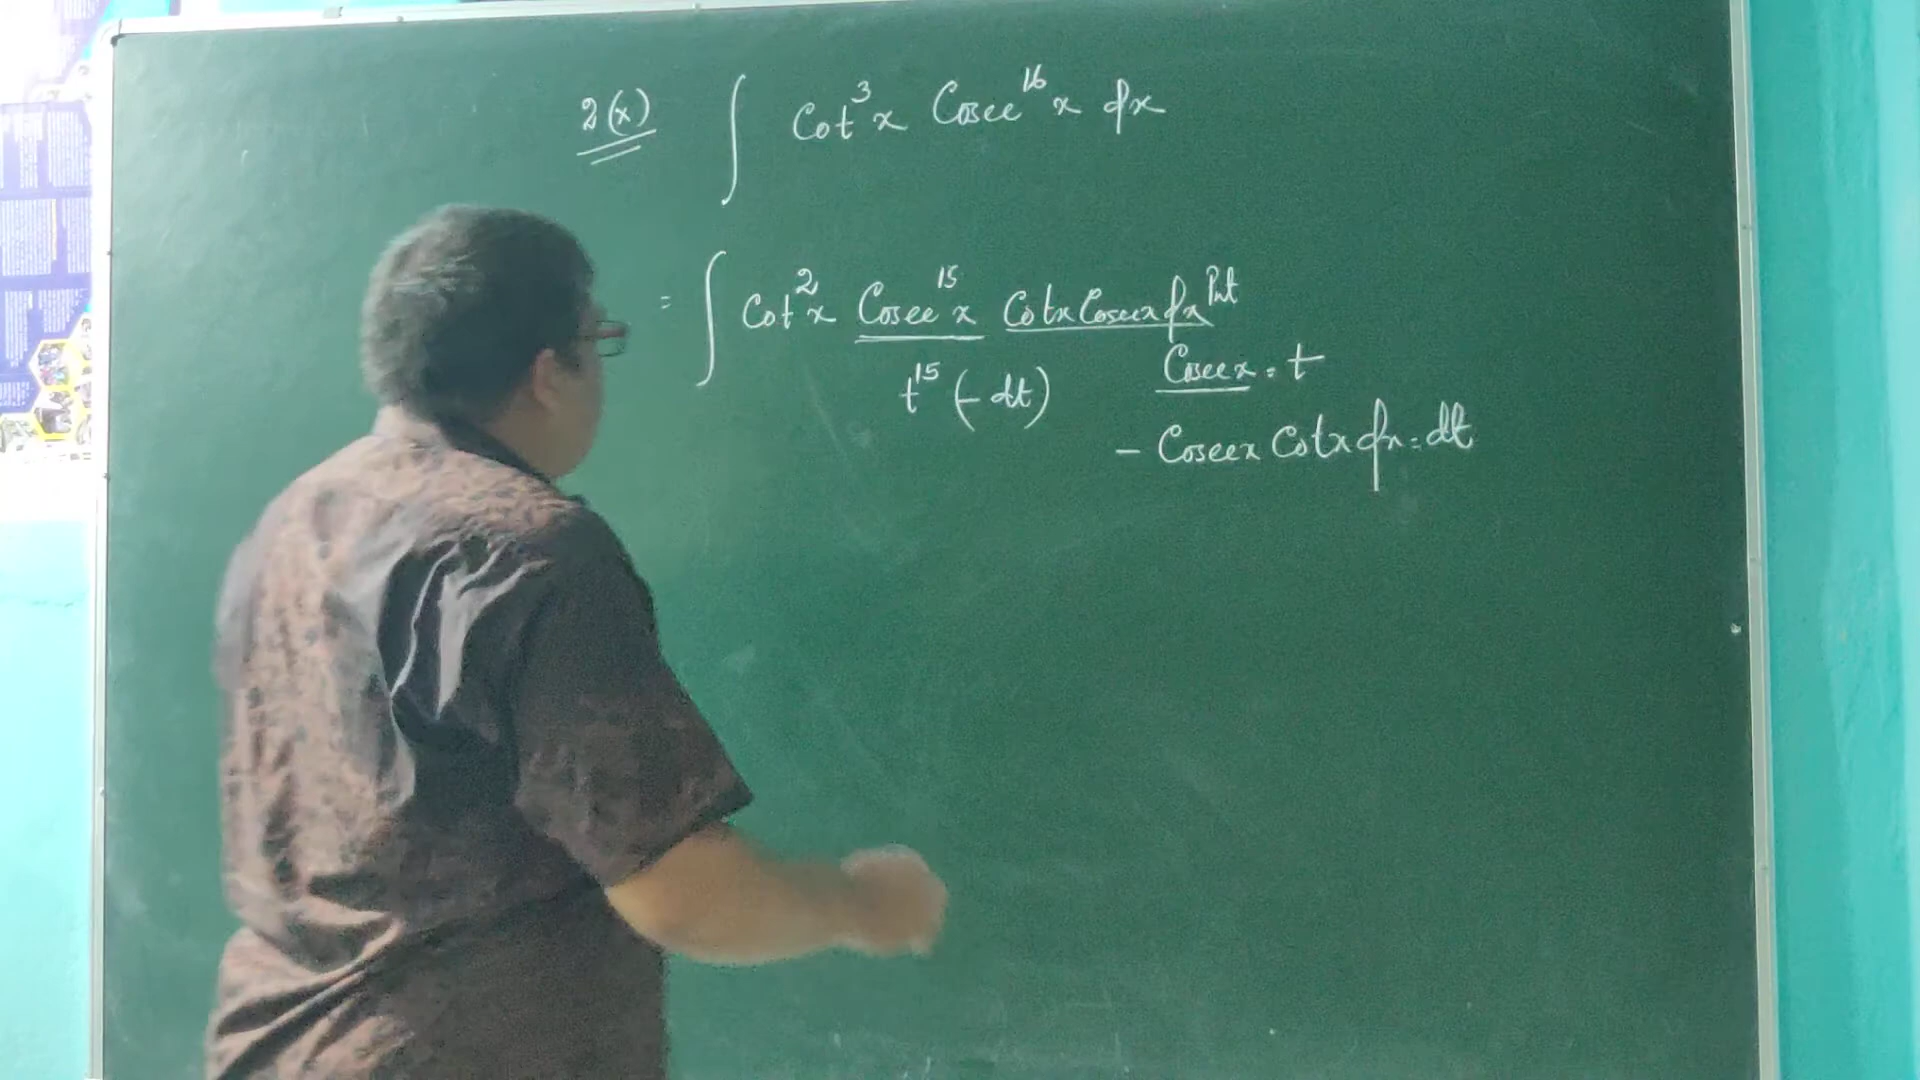 2(x) ∫ Cot³x Cosec¹⁶x dx
= ∫ Cot²x Cosec¹⁵x Cotx Cosecx dx Put
t¹⁵ (- dt) Cosecx = t
- Cosecx Cotx dx = dt